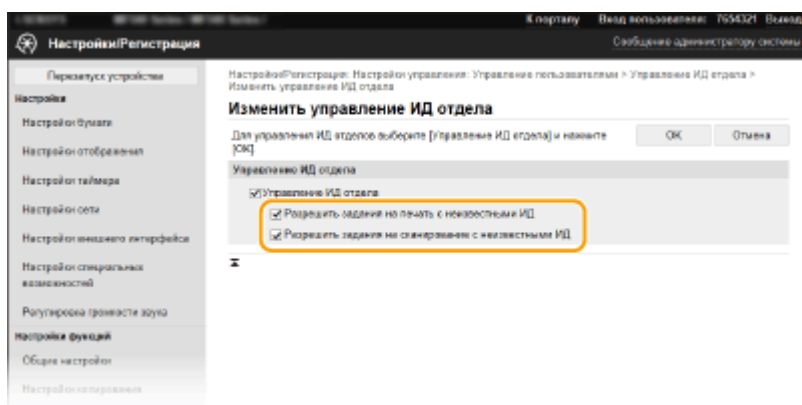 К порталу Вход пользователя: 7654321 Выход
Настройки/Регистрация
Сообщение администратору системы
Перезапуск устройства
Настройки/Регистрация: Настройки управления: Управление пользователями > Управление ИД отдела >
Изменить управление ИД отдела
Настройки
Изменить управление ИД отдела
Настройки бумаги
Для управления ИД отделов выберите [Управление ИД отдела] и нажмите
[OK].
OK
Отмена
Настройки отображения
Управление ИД отдела
Настройки таймера
Управление ИД отдела
Настройки сети
Разрешить задания на печать с неизвестными ИД
Разрешить задания на сканирование с неизвестными ИД
Настройки внешнего интерфейса
Настройки специальных
возможностей
Регулировка громкости звука
Настройки функций
Общие настройки
Настройки копирования